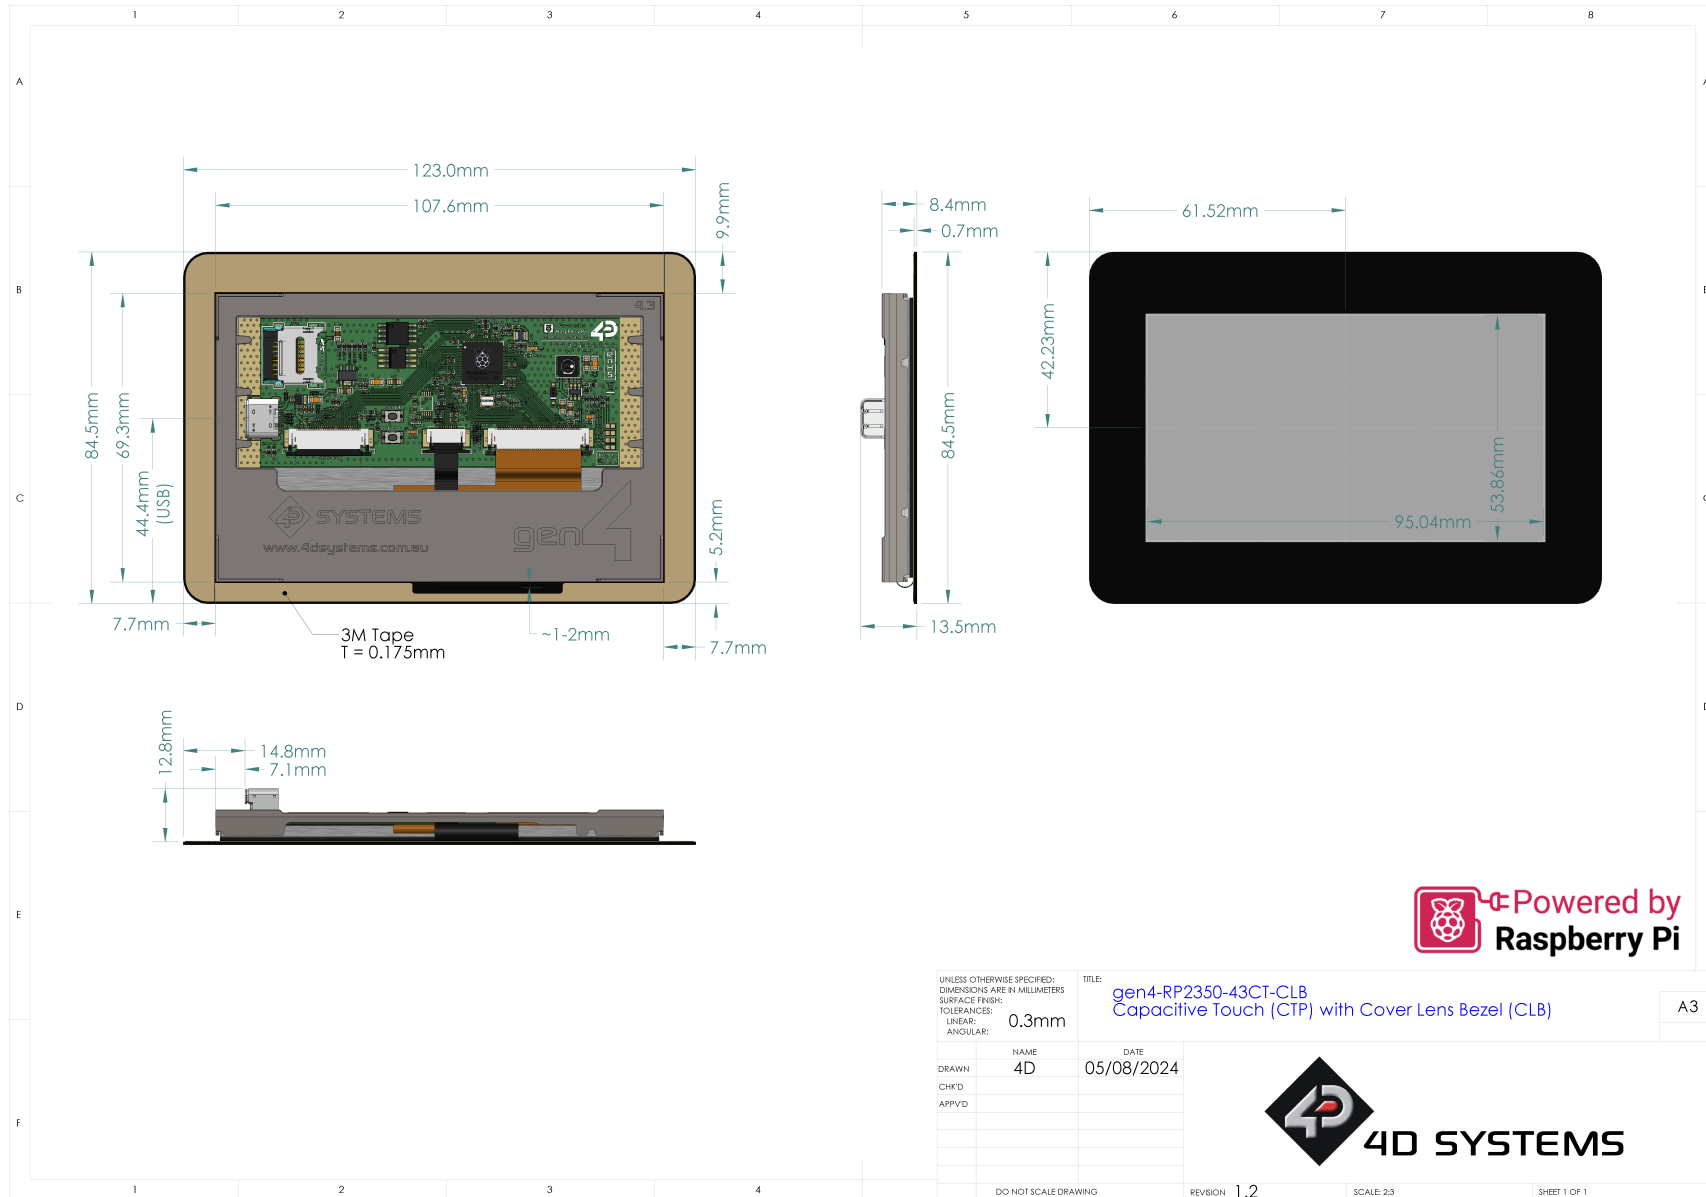 1 2 3 4 5 6 7 8
A
B
C
D
E
F
123.0mm
107.6mm
9.9mm
84.5mm
69.3mm
44.4mm
(USB)
5.2mm
7.7mm
3M Tape
T = 0.175mm
~1-2mm
7.7mm
4.3
Powered by
4D
4D SYSTEMS
www.4dsystems.com.au
gen4
8.4mm
0.7mm
84.5mm
13.5mm
61.52mm
42.23mm
53.86mm
95.04mm
12.8mm
14.8mm
7.1mm
Powered by
Raspberry Pi
UNLESS OTHERWISE SPECIFIED:
DIMENSIONS ARE IN MILLIMETERS
SURFACE FINISH:
TOLERANCES:
LINEAR:
ANGULAR:
0.3mm
TITLE:
gen4-RP2350-43CT-CLB
Capacitive Touch (CTP) with Cover Lens Bezel (CLB)
A3
NAME DATE
DRAWN 4D 05/08/2024
CHK'D
APPV'D
4D SYSTEMS
DO NOT SCALE DRAWING
REVISION 1.2
SCALE: 2:3
SHEET 1 OF 1
1 2 3 4